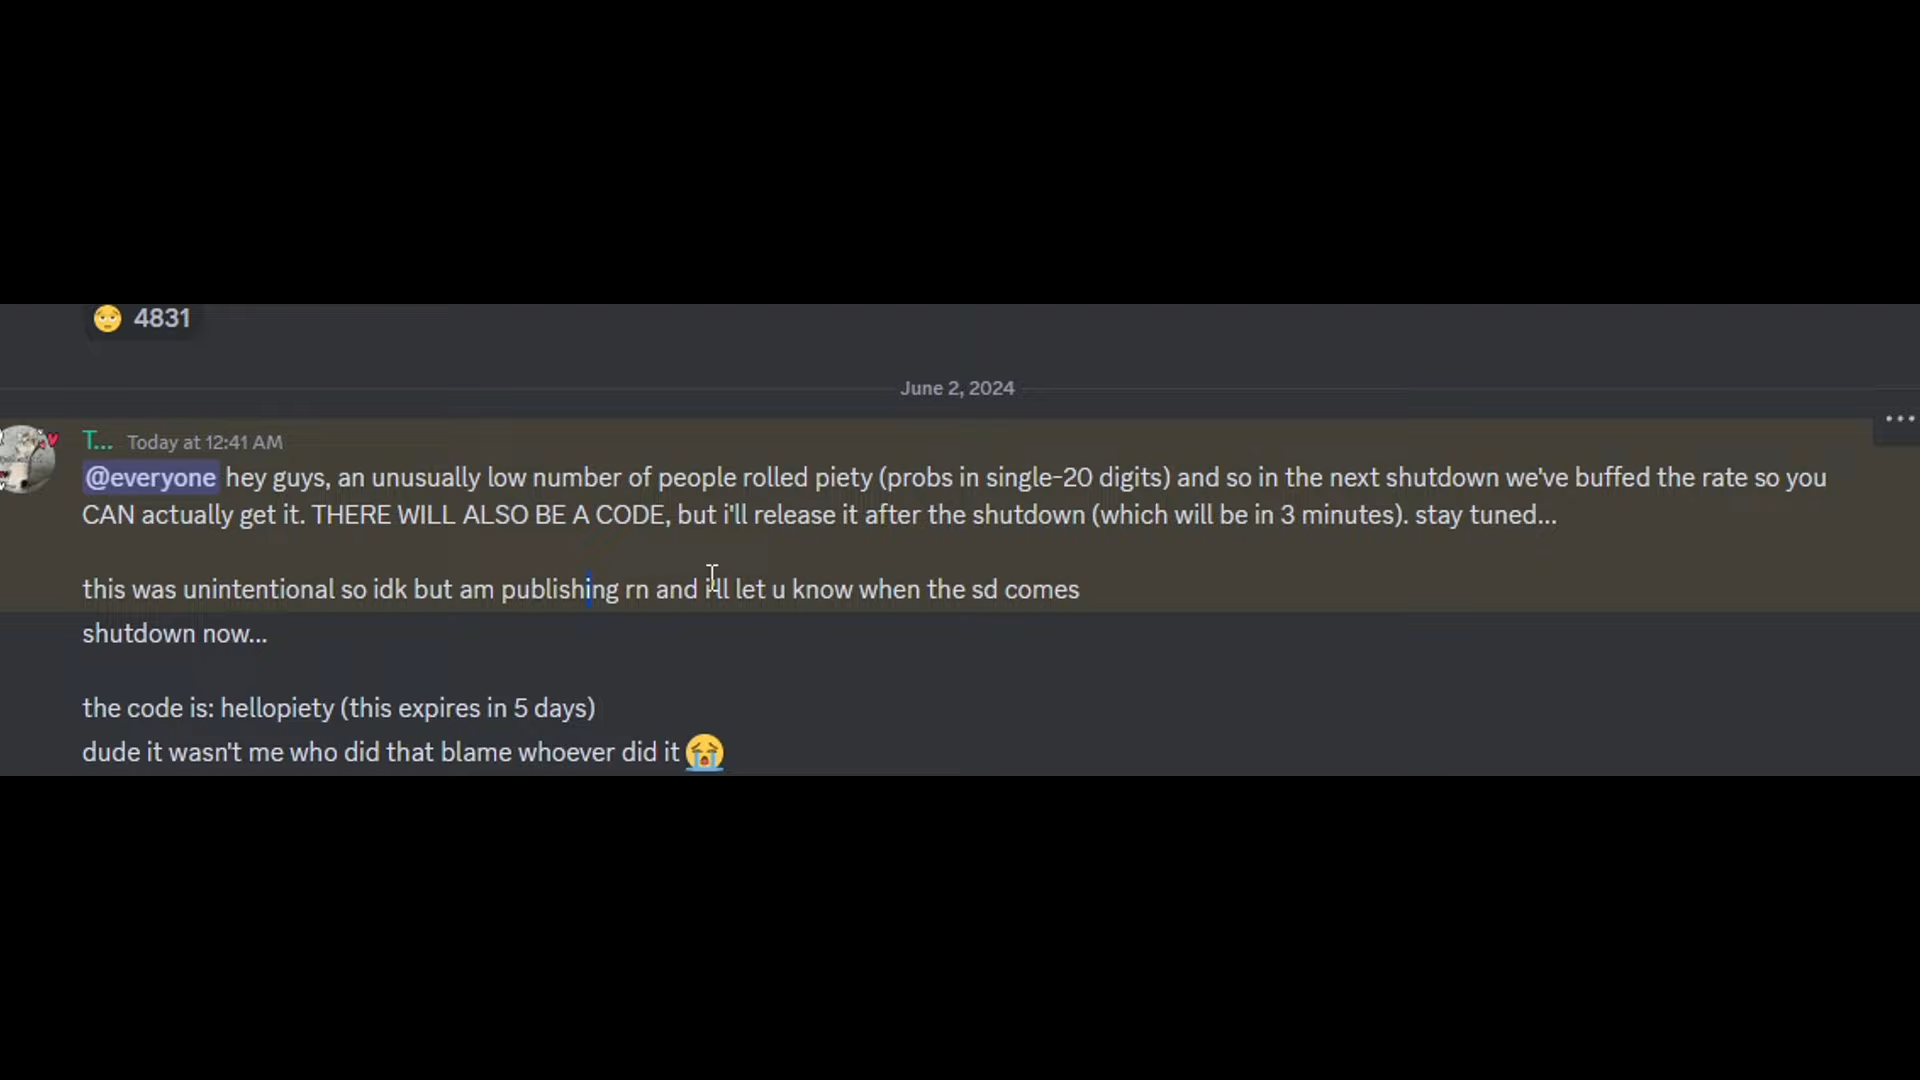 4831
June 2, 2024
T... Today at 12:41 AM
@everyone hey guys, an unusually low number of people rolled piety (probs in single-20 digits) and so in the next shutdown we've buffed the rate so you
CAN actually get it. THERE WILL ALSO BE A CODE, but i'll release it after the shutdown (which will be in 3 minutes). stay tuned...
this was unintentional so idk but am publishing rn and i'll let u know when the sd comes
shutdown now...
the code is: hellopiety (this expires in 5 days)
dude it wasn't me who did that blame whoever did it 😭